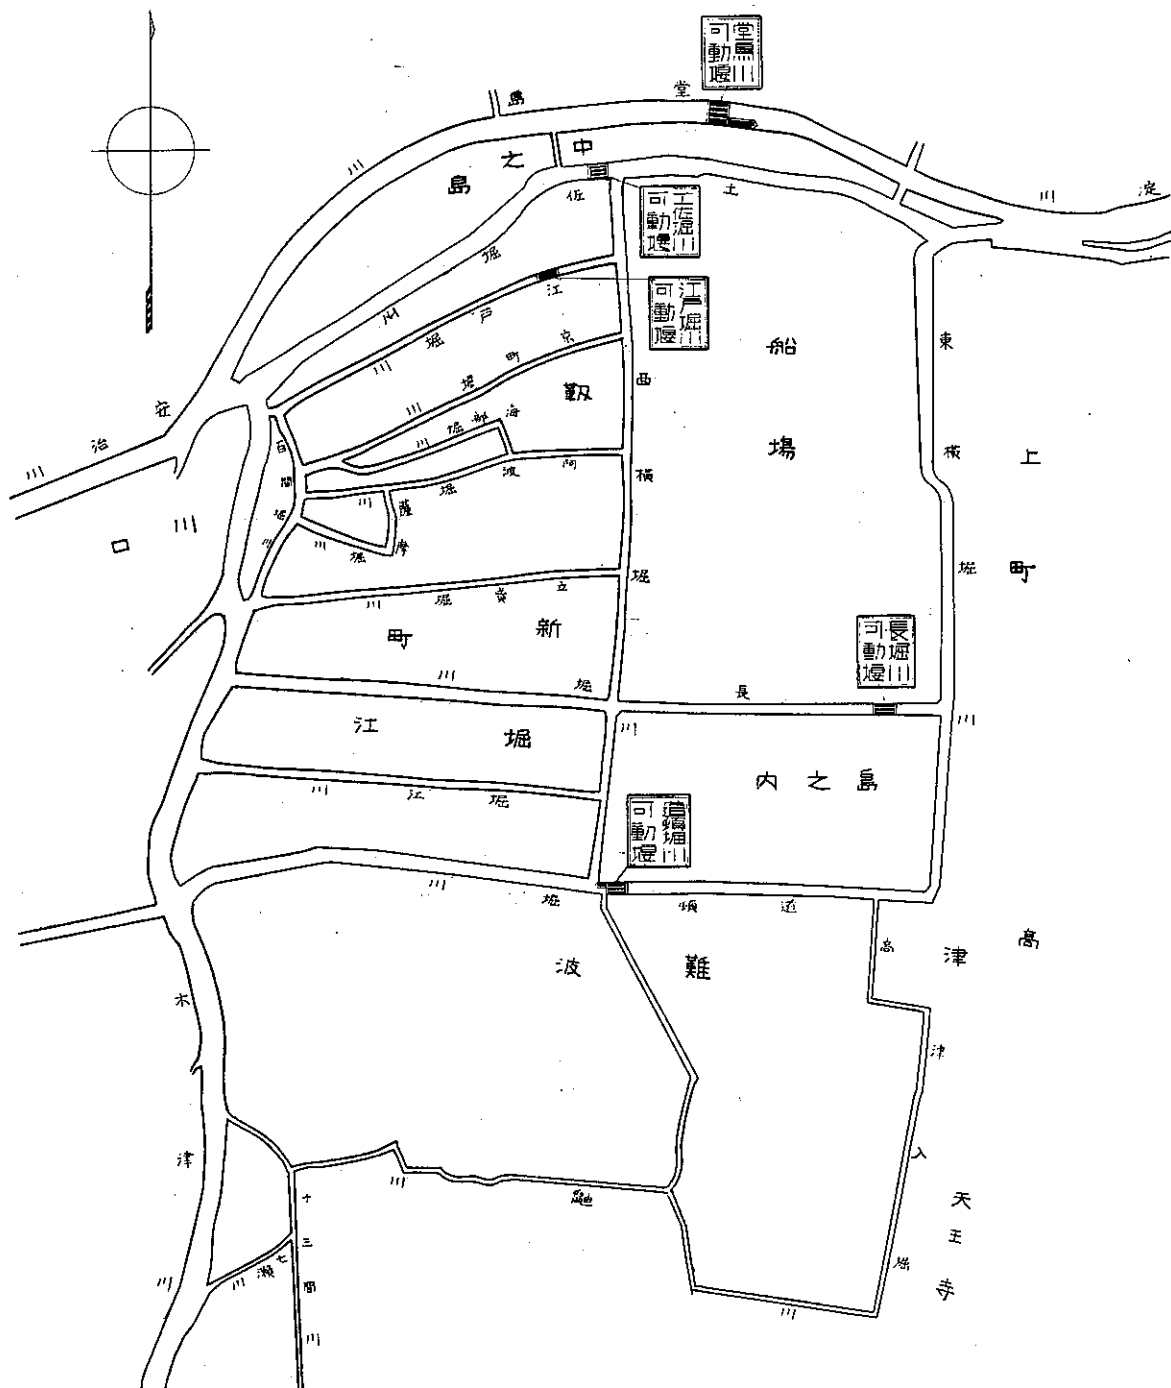 堂島川可動堰
土佐堀川可動堰
江戸堀川可動堰
長堀川可動堰
道頓堀川可動堰
堂島川
淀川
中之島
土佐堀川
江戸堀川
京町堀川
靱
海部堀川
阿波堀川
薩摩堀川
百間堀川
安治川
川口
船場
西横堀川
東横堀川
上町
立賣堀川
新町
長堀川
堀江
堀江川
島之内
道頓堀川
難波
高津
高津入堀川
天王寺
木津川
鼬川
十三間川
七瀬川